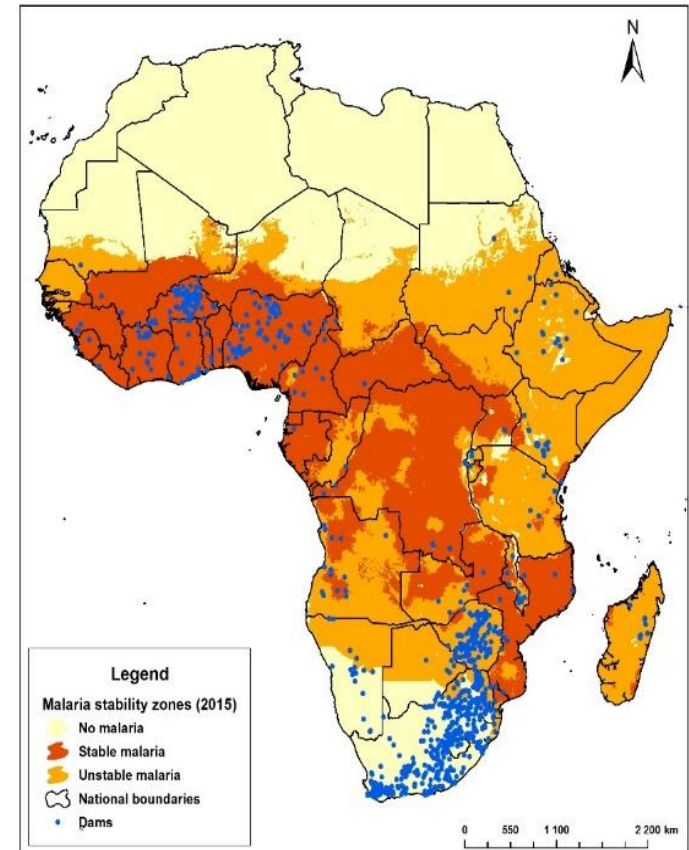 N
Legend
Malaria stability zones (2015)
No malaria
Stable malaria
Unstable malaria
National boundaries
Dams
0 550 1 100 2 200 km